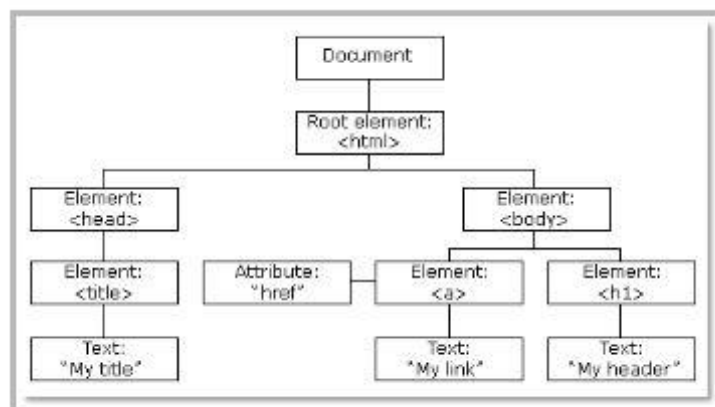 Document
Root element:
<html>
Element:
<head>
Element:
<body>
Element:
<title>
Attribute:
"href"
Element:
<a>
Element:
<h1>
Text:
"My title"
Text:
"My link"
Text:
"My header"